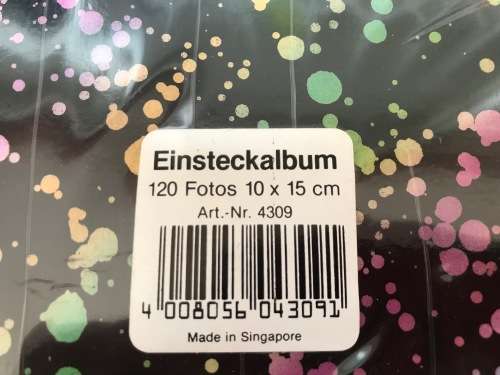 Einsteckalbum
120 Fotos 10 x 15 cm
Art.-Nr. 4309
4 008056 043091
Made in Singapore